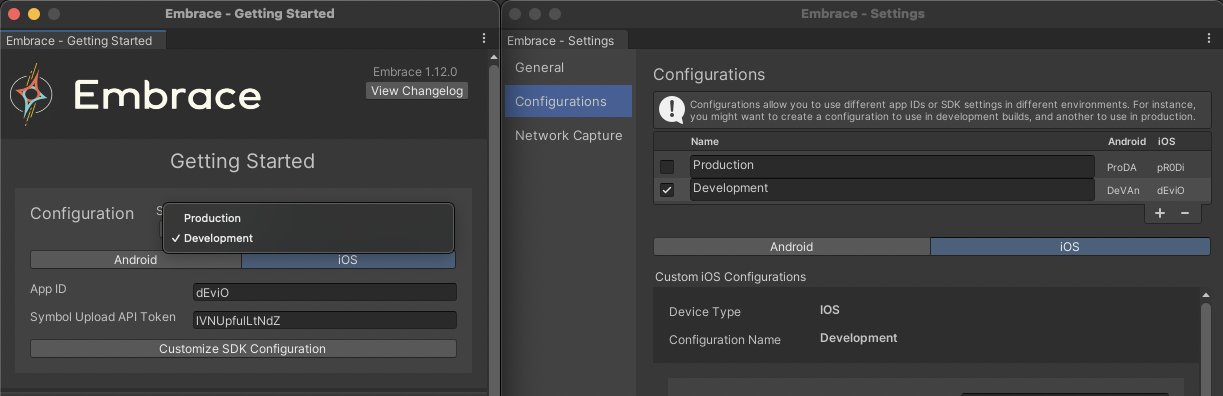 Embrace - Getting Started
Embrace - Getting Started
Embrace
Embrace 1.12.0
View Changelog
Getting Started
Configuration
S
Production
✓ Development
Android
iOS
App ID
dEviO
Symbol Upload API Token
IVNUpfulLtNdZ
Customize SDK Configuration
Embrace - Settings
Embrace - Settings
General
Configurations
Network Capture
Configurations
Configurations allow you to use different app IDs or SDK settings in different environments. For instance,
you might want to create a configuration to use in development builds, and another to use in production.
Name Android iOS
Production ProDA pR0Di
Development DeVAn dEviO
+ −
Android
iOS
Custom iOS Configurations
Device Type IOS
Configuration Name Development